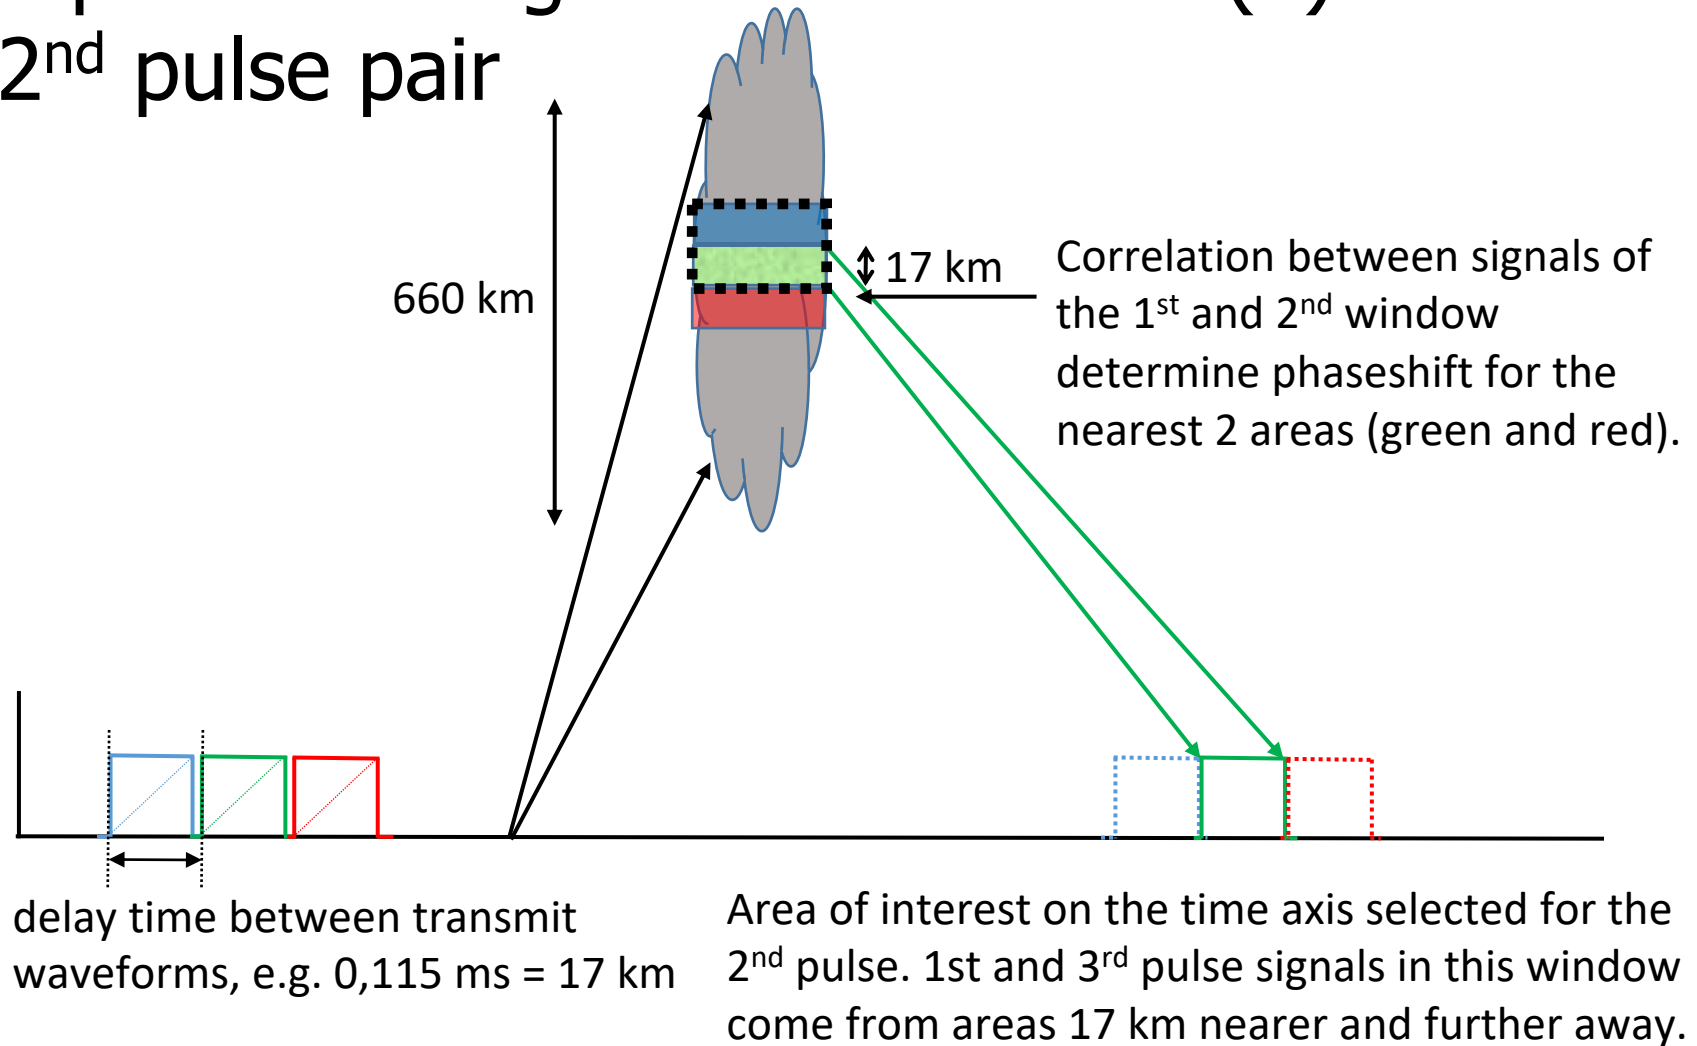 2nd pulse pair
660 km
17 km
Correlation between signals of
the 1st and 2nd window
determine phaseshift for the
nearest 2 areas (green and red).
delay time between transmit
waveforms, e.g. 0,115 ms = 17 km
Area of interest on the time axis selected for the
2nd pulse. 1st and 3rd pulse signals in this window
come from areas 17 km nearer and further away.